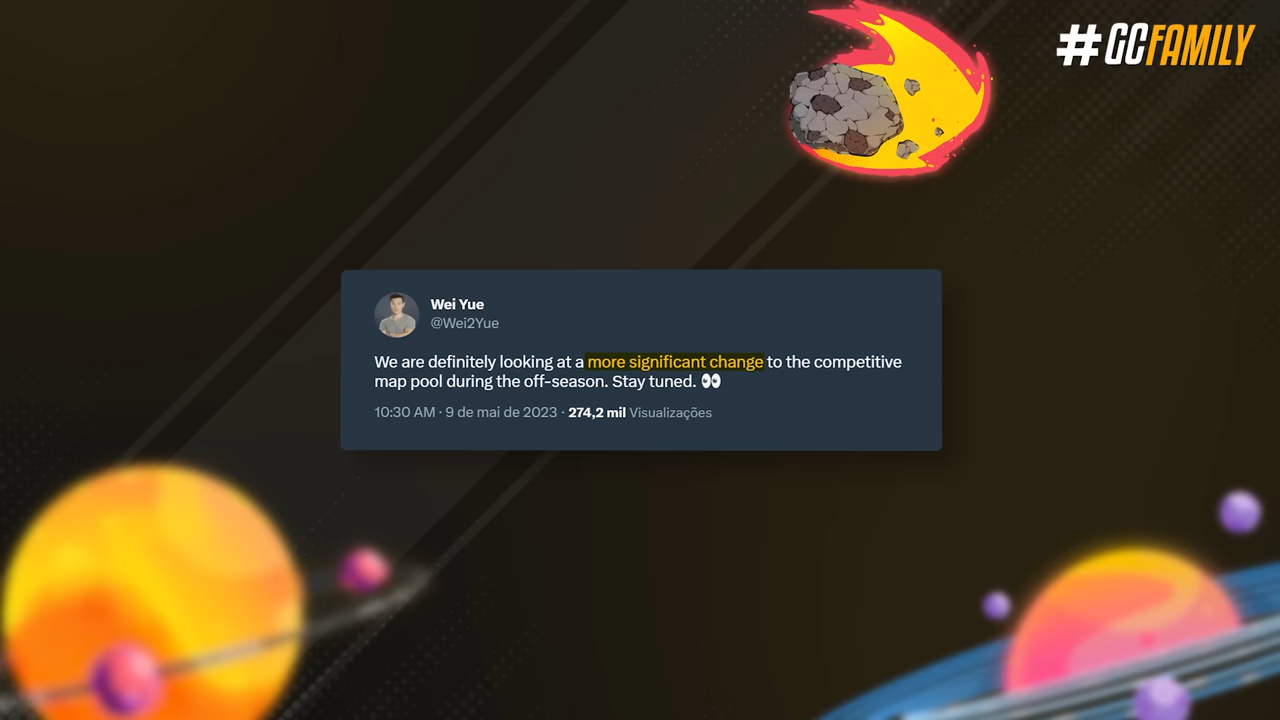 #GCFAMILY
Wei Yue
@Wei2Yue
We are definitely looking at a more significant change to the competitive
map pool during the off-season. Stay tuned. 👀
10:30 AM · 9 de mai de 2023 · 274,2 mil Visualizações